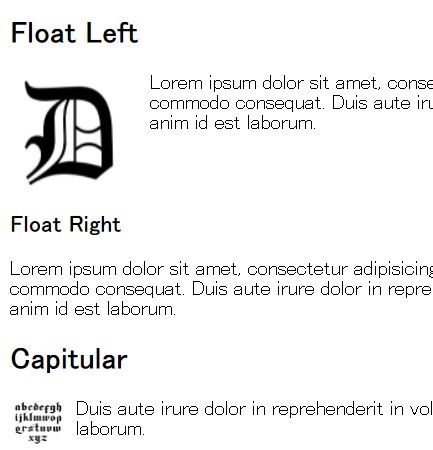 Float Left
D
Lorem ipsum dolor sit amet, conse
commodo consequat. Duis aute iru
anim id est laborum.
Float Right
Lorem ipsum dolor sit amet, consectetur adipisicing
commodo consequat. Duis aute irure dolor in repre
anim id est laborum.
Capitular
abcdefgh
ijklmnop
qrstuvw
xyz
Duis aute irure dolor in reprehenderit in vol
laborum.